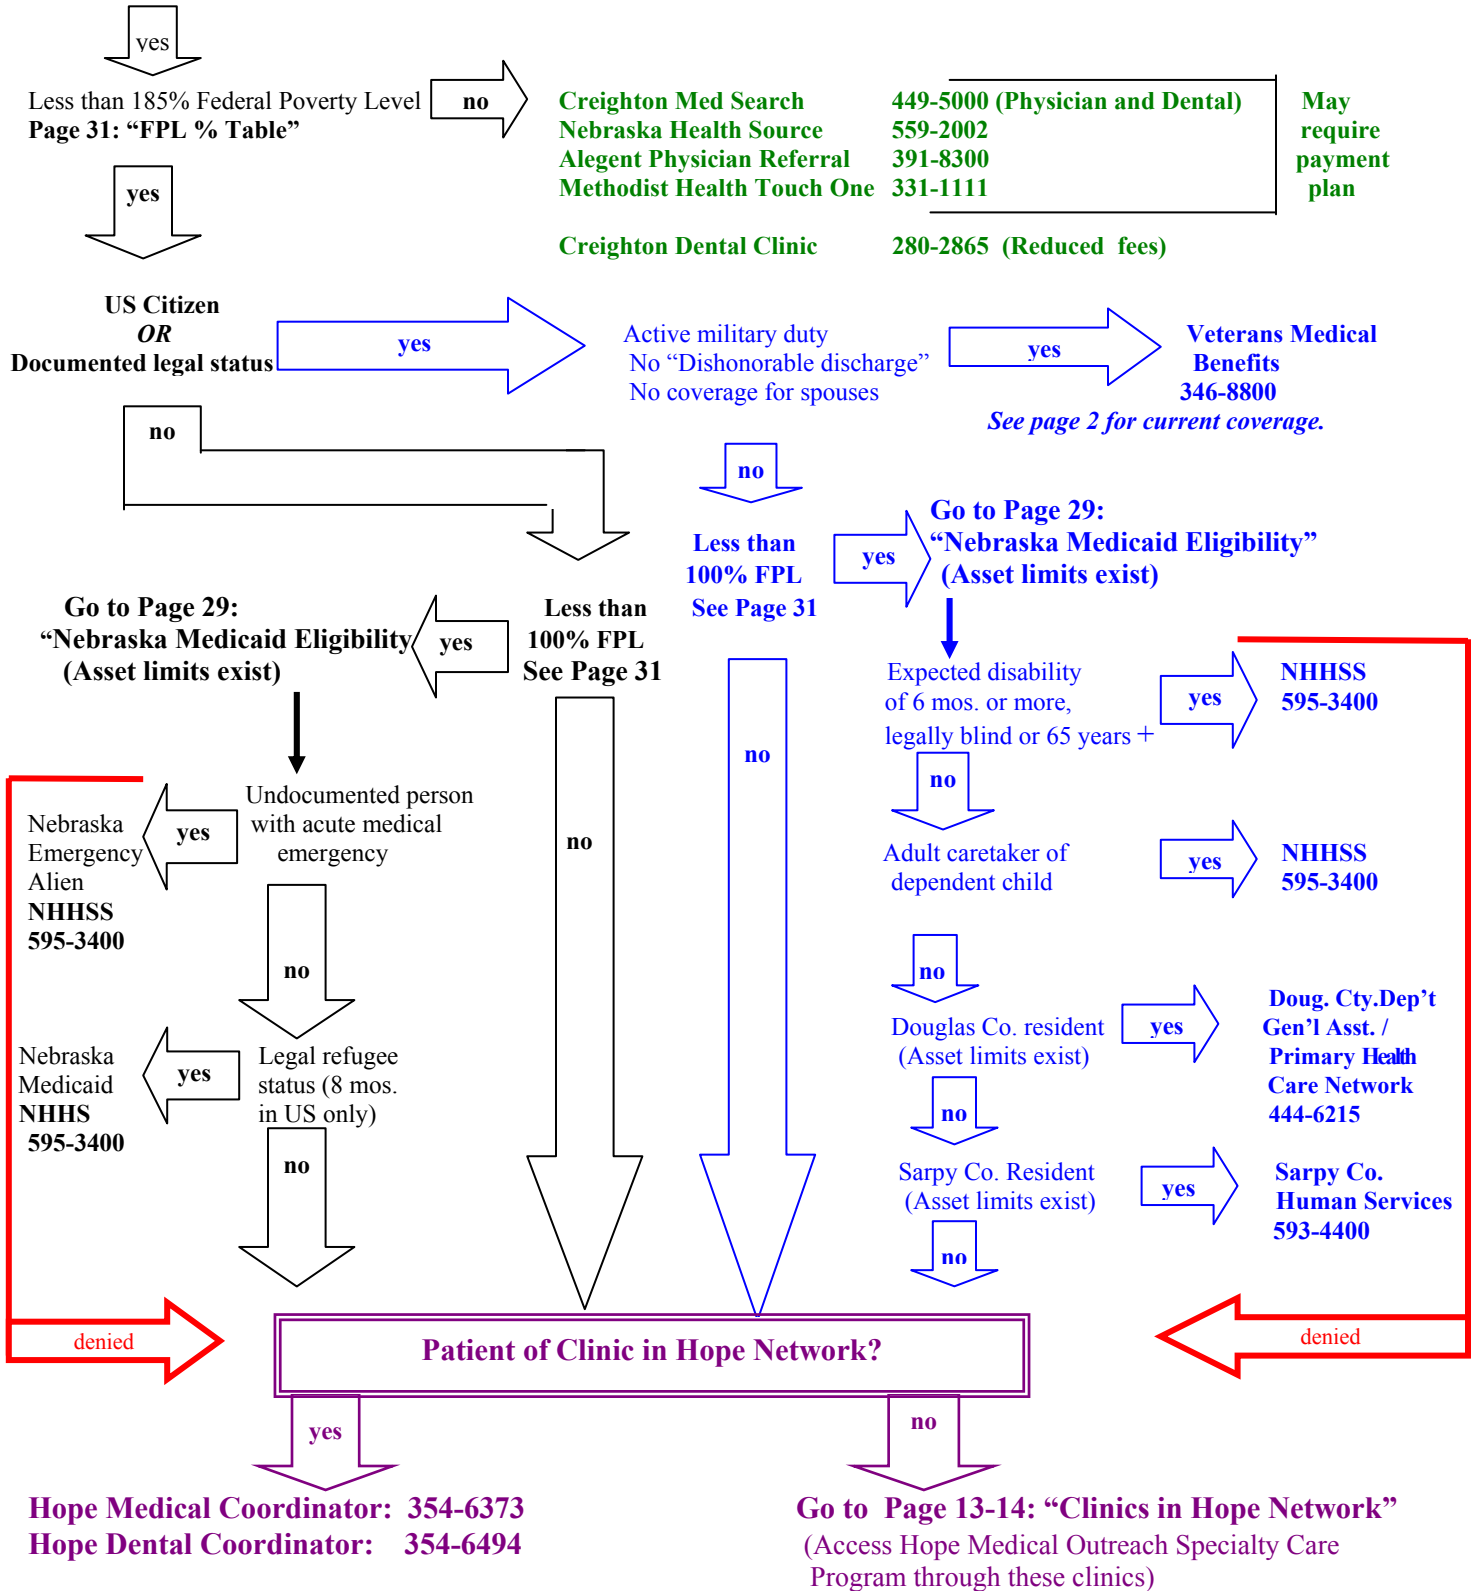 yes
Less than 185% Federal Poverty Level
Page 31: “FPL % Table”
no
Creighton Med Search 449-5000 (Physician and Dental)
Nebraska Health Source 559-2002
Alegent Physician Referral 391-8300
Methodist Health Touch One 331-1111
May
require
payment
plan
Creighton Dental Clinic 280-2865 (Reduced fees)
yes
US Citizen
OR
Documented legal status
yes
Active military duty
No “Dishonorable discharge”
No coverage for spouses
yes
Veterans Medical
Benefits
346-8800
See page 2 for current coverage.
no
no
Less than
100% FPL
See Page 31
yes
Go to Page 29:
“Nebraska Medicaid Eligibility”
(Asset limits exist)
Less than
100% FPL
See Page 31
yes
Go to Page 29:
“Nebraska Medicaid Eligibility
(Asset limits exist)
Expected disability
of 6 mos. or more,
legally blind or 65 years +
yes
NHHSS
595-3400
no
no
no
Undocumented person
with acute medical
emergency
yes
Nebraska
Emergency
Alien
NHHSS
595-3400
Adult caretaker of
dependent child
yes
NHHSS
595-3400
no
no
Douglas Co. resident
(Asset limits exist)
yes
Doug. Cty.Dep’t
Gen’l Asst. /
Primary Health
Care Network
444-6215
Legal refugee
status (8 mos.
in US only)
yes
Nebraska
Medicaid
NHHS
595-3400
no
no
Sarpy Co. Resident
(Asset limits exist)
yes
Sarpy Co.
Human Services
593-4400
no
denied
Patient of Clinic in Hope Network?
denied
yes
no
Hope Medical Coordinator: 354-6373
Hope Dental Coordinator: 354-6494
Go to Page 13-14: “Clinics in Hope Network”
(Access Hope Medical Outreach Specialty Care
Program through these clinics)